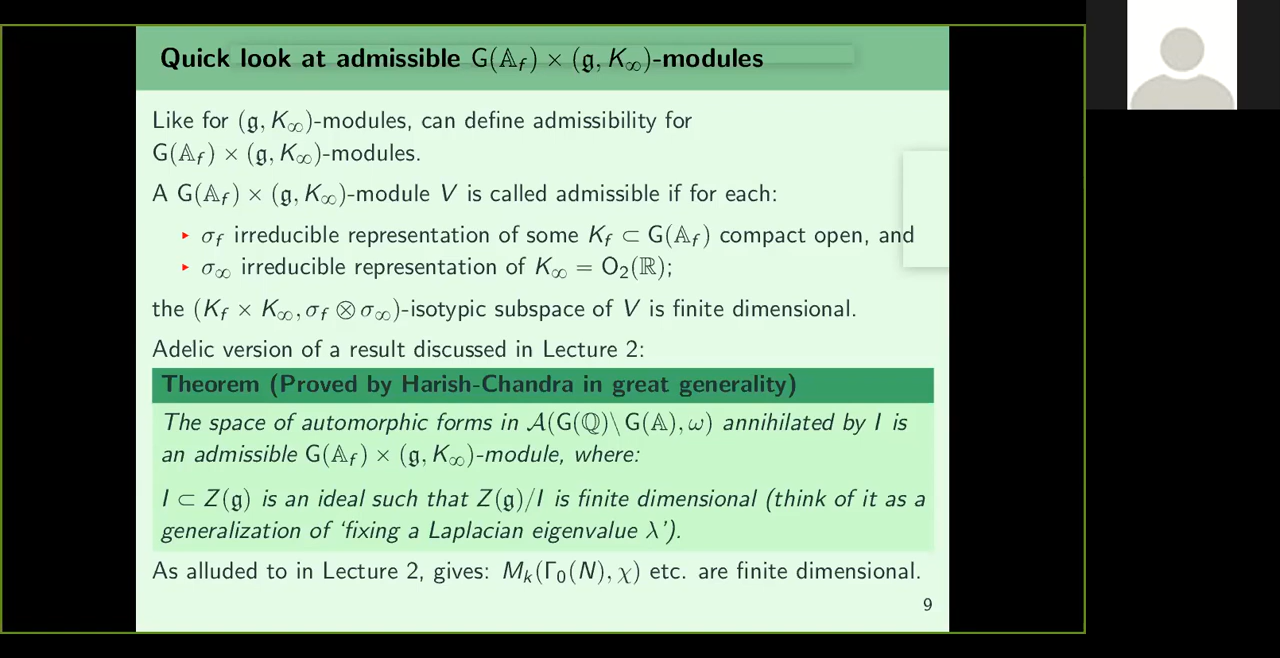 Quick look at admissible G(𝔸_f) × (𝔤, K_∞)-modules
Like for (𝔤, K_∞)-modules, can define admissibility for
G(𝔸_f) × (𝔤, K_∞)-modules.
A G(𝔸_f) × (𝔤, K_∞)-module V is called admissible if for each:
▸ σ_f irreducible representation of some K_f ⊂ G(𝔸_f) compact open, and
▸ σ_∞ irreducible representation of K_∞ = O₂(ℝ);
the (K_f × K_∞, σ_f ⊗ σ_∞)-isotypic subspace of V is finite dimensional.
Adelic version of a result discussed in Lecture 2:
Theorem (Proved by Harish-Chandra in great generality)
The space of automorphic forms in 𝒜(G(ℚ)\G(𝔸), ω) annihilated by I is
an admissible G(𝔸_f) × (𝔤, K_∞)-module, where:
I ⊂ Z(𝔤) is an ideal such that Z(𝔤)/I is finite dimensional (think of it as a
generalization of ‘fixing a Laplacian eigenvalue λ’).
As alluded to in Lecture 2, gives: M_k(Γ₀(N), χ) etc. are finite dimensional.
9